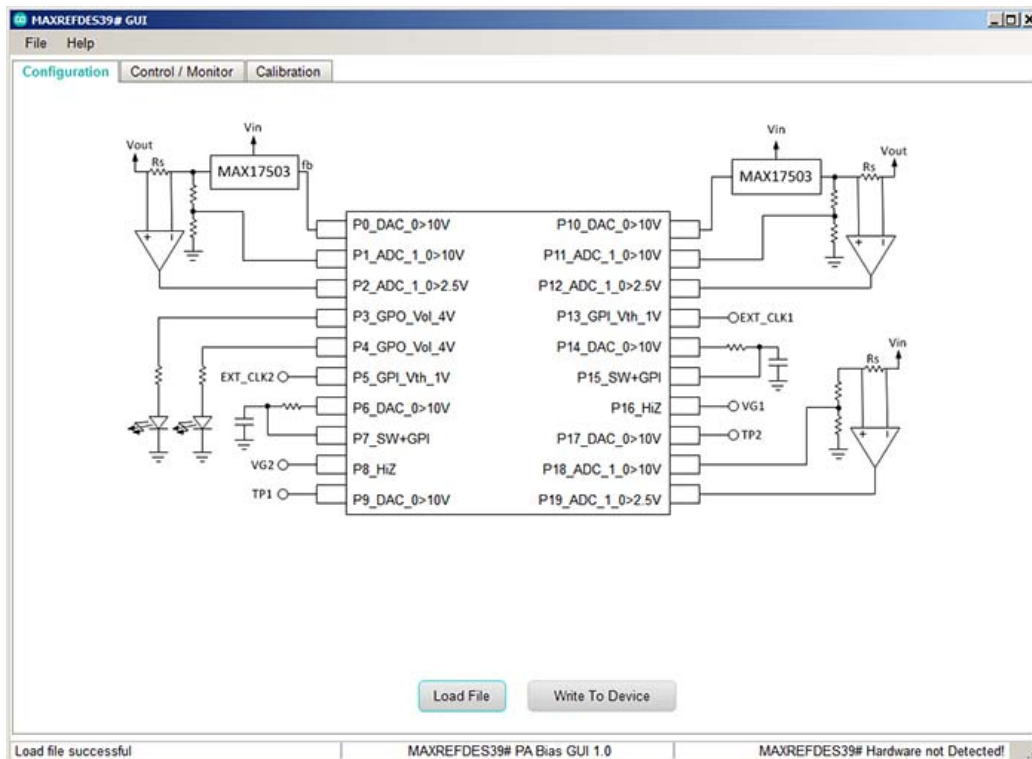 MAXREFDES39# GUI
File Help
Configuration Control / Monitor Calibration
Vin
Vout
Rs
MAX17503
fb
Vin
MAX17503
Rs
Vout
P0_DAC_0>10V
P1_ADC_1_0>10V
P2_ADC_1_0>2.5V
P3_GPO_Vol_4V
P4_GPO_Vol_4V
EXT_CLK2
P5_GPI_Vth_1V
P6_DAC_0>10V
P7_SW+GPI
VG2
P8_HiZ
TP1
P9_DAC_0>10V
P10_DAC_0>10V
P11_ADC_1_0>10V
P12_ADC_1_0>2.5V
P13_GPI_Vth_1V
EXT_CLK1
P14_DAC_0>10V
P15_SW+GPI
P16_HiZ
VG1
P17_DAC_0>10V
TP2
P18_ADC_1_0>10V
P19_ADC_1_0>2.5V
Vin
Rs
Load File Write To Device
Load file successful MAXREFDES39# PA Bias GUI 1.0 MAXREFDES39# Hardware not Detected!